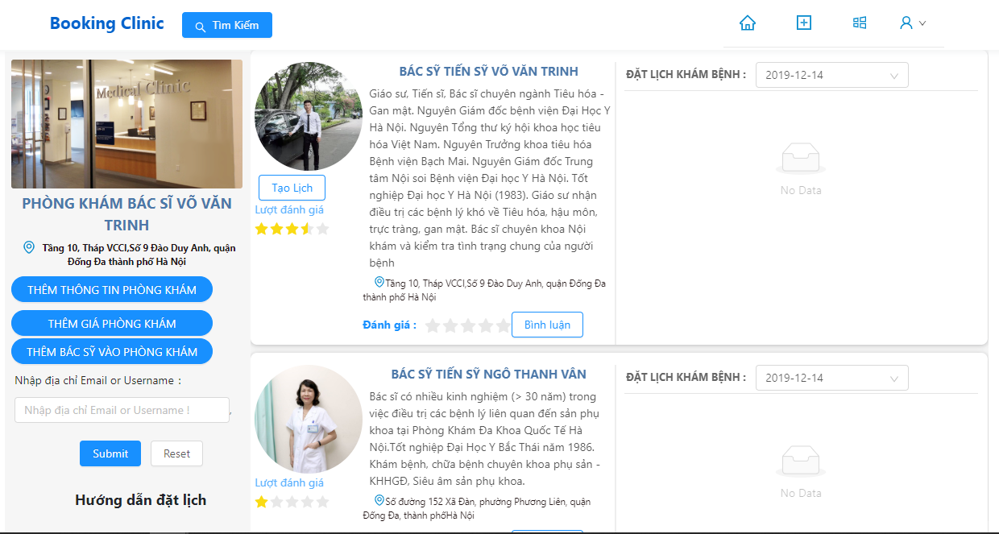 Booking Clinic
Tìm Kiếm
Medical Clinic
PHÒNG KHÁM BÁC SĨ VÕ VĂN
TRINH
Tầng 10, Tháp VCCI,Số 9 Đào Duy Anh, quận
Đống Đa thành phố Hà Nội
THÊM THÔNG TIN PHÒNG KHÁM
THÊM GIÁ PHÒNG KHÁM
THÊM BÁC SỸ VÀO PHÒNG KHÁM
Nhập địa chỉ Email or Username :
Nhập địa chỉ Email or Username !
Submit
Reset
Hướng dẫn đặt lịch
BÁC SỸ TIẾN SỸ VÕ VĂN TRINH
Giáo sư, Tiến sĩ, Bác sĩ chuyên ngành Tiêu hóa -
Gan mật. Nguyên Giám đốc bệnh viện Đại Học Y
Hà Nội. Nguyên Tổng thư ký hội khoa học tiêu
hóa Việt Nam. Nguyên Trưởng khoa tiêu hóa
Bệnh viện Bạch Mai. Nguyên Giám đốc Trung
tâm Nội soi Bệnh viện Đại học Y Hà Nội. Tốt
nghiệp Đại học Y Hà Nội (1983). Giáo sư nhận
điều trị các bệnh lý khó về Tiêu hóa, hậu môn,
trực tràng, gan mật. Bác sĩ chuyên khoa Nội
khám và kiểm tra tình trạng chung của người
bệnh
Tạo Lịch
Lượt đánh giá
Tầng 10, Tháp VCCI,Số 9 Đào Duy Anh, quận Đống Đa
thành phố Hà Nội
Đánh giá :
Bình luận
ĐẶT LỊCH KHÁM BỆNH :
2019-12-14
No Data
BÁC SỸ TIẾN SỸ NGÔ THANH VÂN
Bác sĩ có nhiều kinh nghiệm (> 30 năm) trong
việc điều trị các bệnh lý liên quan đến sản phụ
khoa tại Phòng Khám Đa Khoa Quốc Tế Hà
Nội.Tốt nghiệp Đại Học Y Bắc Thái năm 1986.
Khám bệnh, chữa bệnh chuyên khoa phụ sản -
KHHGĐ, Siêu âm sản phụ khoa.
Lượt đánh giá
Số đường 152 Xã Đàn, phường Phương Liên, quận
Đống Đa, thành phốHà Nội
ĐẶT LỊCH KHÁM BỆNH :
2019-12-14
No Data